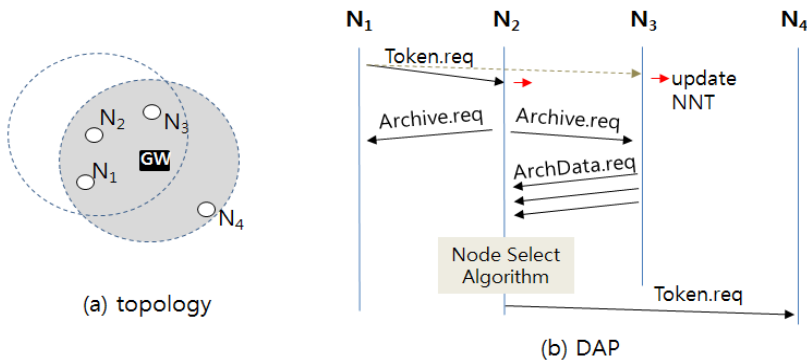 N1 N2 N3 N4
Token.req
update
NNT
N2 N3
GW
N1
N4
Archive.req Archive.req
ArchData.req
Node Select
Algorithm
Token.req
(a) topology
(b) DAP